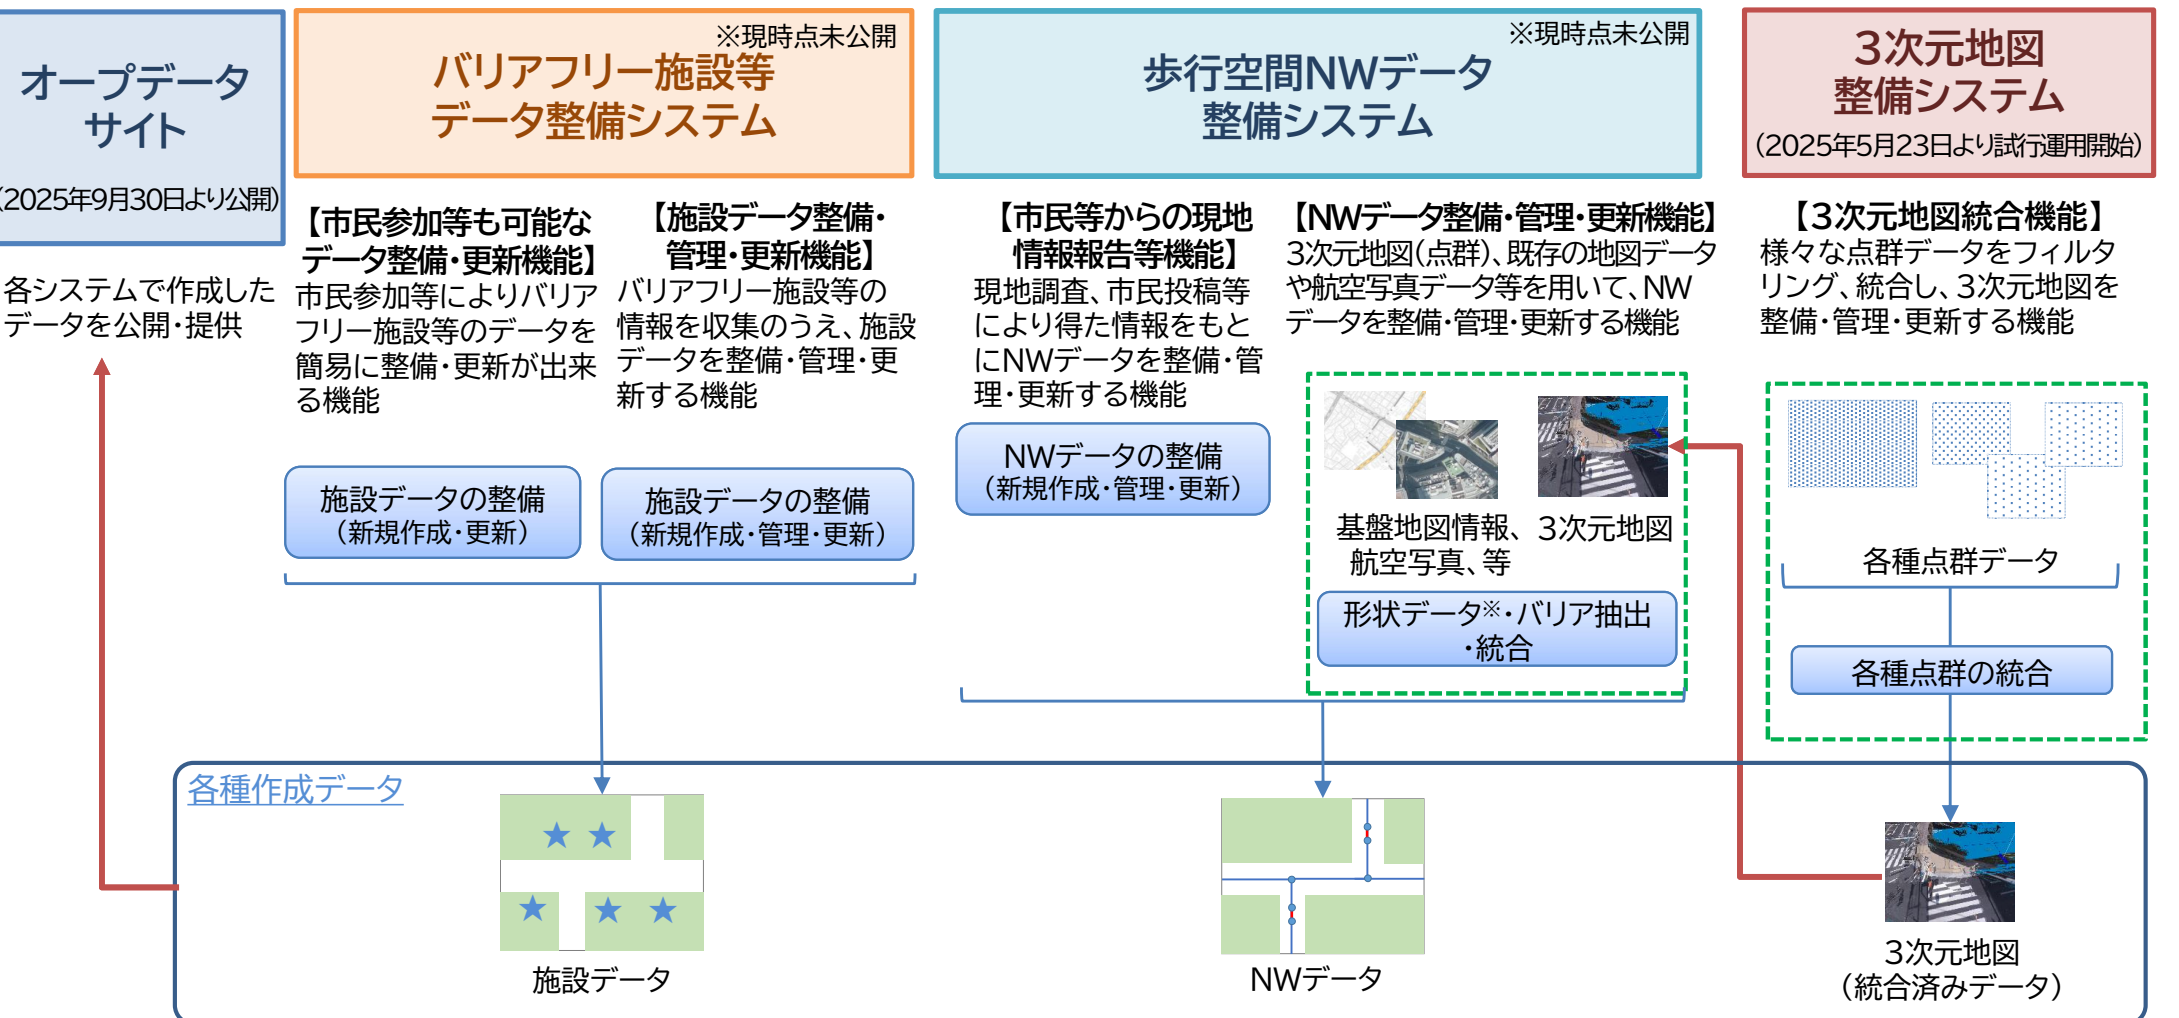 オープデータ
サイト
(2025年9月30日より公開)
各システムで作成した
データを公開・提供
※現時点未公開
バリアフリー施設等
データ整備システム
【市民参加等も可能な
データ整備・更新機能】
市民参加等によりバリア
フリー施設等のデータを
簡易に整備・更新が出来
る機能
施設データの整備
(新規作成・更新)
【施設データ整備・
管理・更新機能】
バリアフリー施設等の
情報を収集のうえ、施設
データを整備・管理・更
新する機能
施設データの整備
(新規作成・管理・更新)
※現時点未公開
歩行空間NWデータ
整備システム
【市民等からの現地
情報報告等機能】
現地調査、市民投稿等
により得た情報をもと
にNWデータを整備・管
理・更新する機能
NWデータの整備
(新規作成・管理・更新)
【NWデータ整備・管理・更新機能】
3次元地図(点群)、既存の地図データ
や航空写真データ等を用いて、NW
データを整備・管理・更新する機能
基盤地図情報、
航空写真、等
3次元地図
形状データ※・バリア抽出
・統合
3次元地図
整備システム
(2025年5月23日より試行運用開始)
【3次元地図統合機能】
様々な点群データをフィルタ
リング、統合し、3次元地図を
整備・管理・更新する機能
各種点群データ
各種点群の統合
各種作成データ
施設データ
NWデータ
3次元地図
(統合済みデータ)